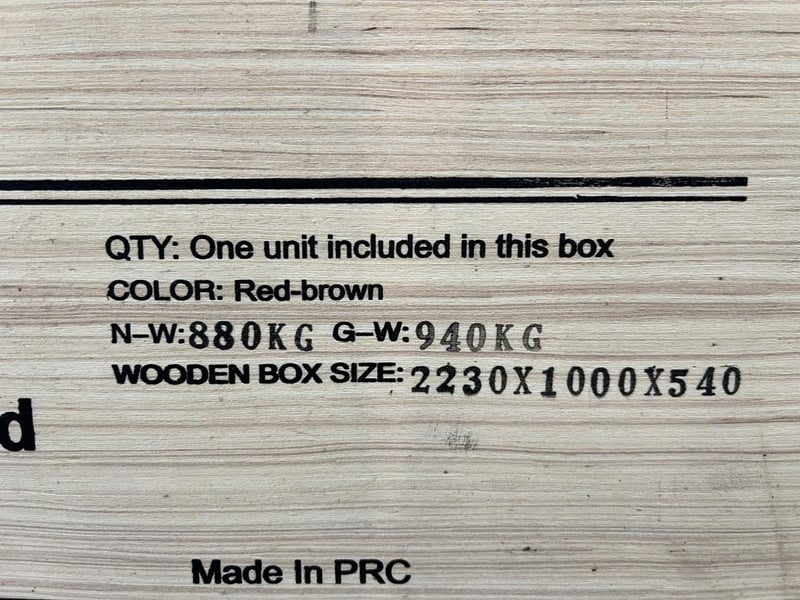 QTY: One unit included in this box
COLOR: Red-brown
N-W:880KG G-W:940KG
WOODEN BOX SIZE:2230X1000X540
d
Made In PRC